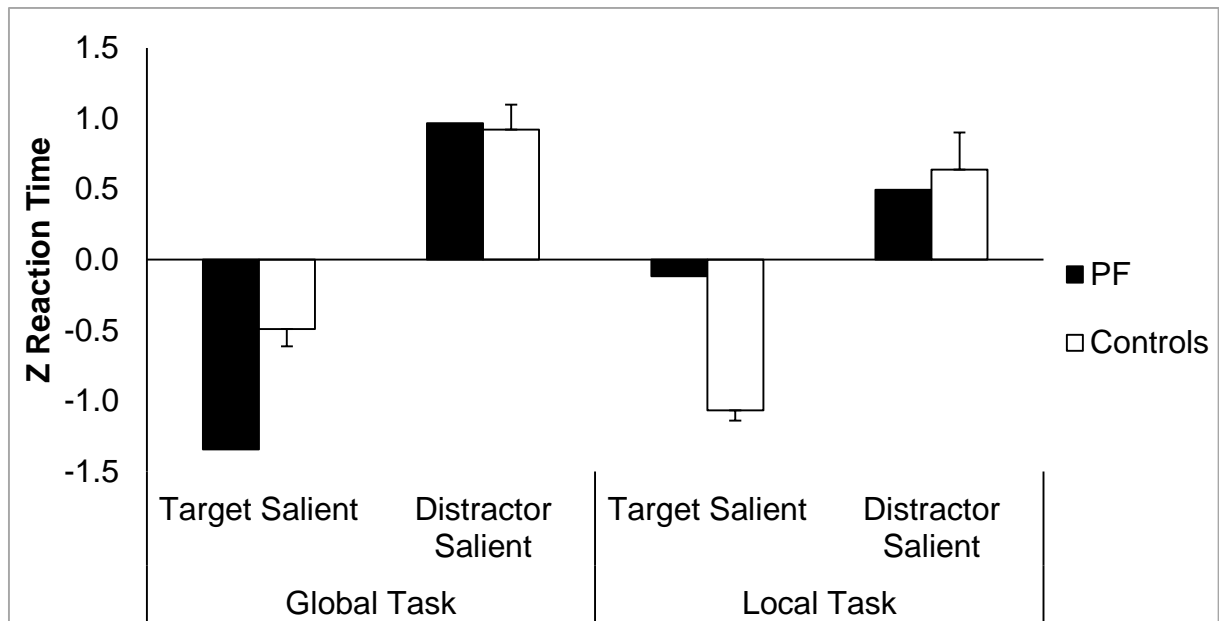 Z Reaction Time
1.5
1.0
0.5
0.0
-0.5
-1.0
-1.5
Target Salient
Distractor
Salient
Target Salient
Distractor
Salient
Global Task
Local Task
PF
Controls